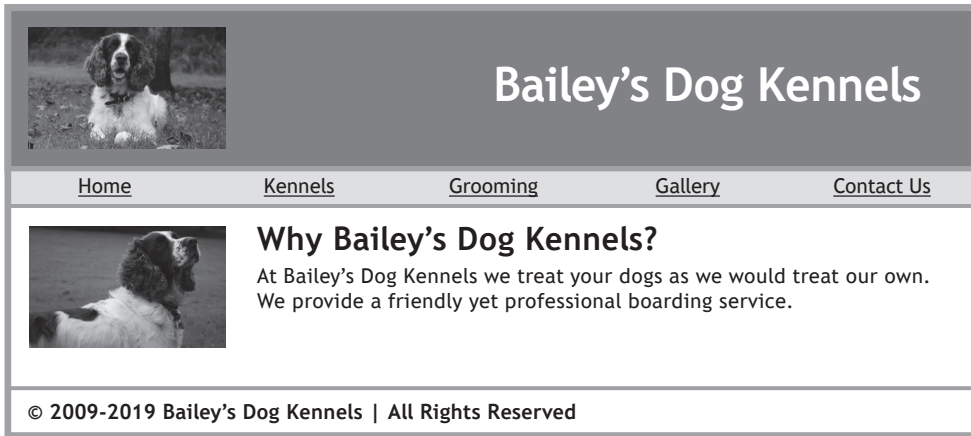 Bailey’s Dog Kennels
Home Kennels Grooming Gallery Contact Us
Why Bailey’s Dog Kennels?
At Bailey’s Dog Kennels we treat your dogs as we would treat our own.
We provide a friendly yet professional boarding service.
© 2009-2019 Bailey’s Dog Kennels | All Rights Reserved